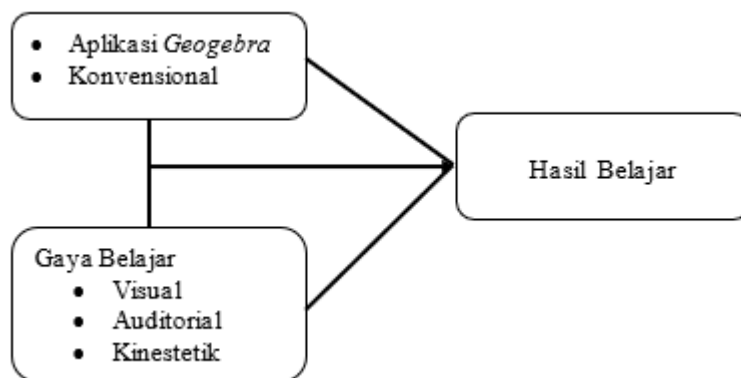 • Aplikasi Geogebra
• Konvensional
Hasil Belajar
Gaya Belajar
• Visual
• Auditorial
• Kinestetik